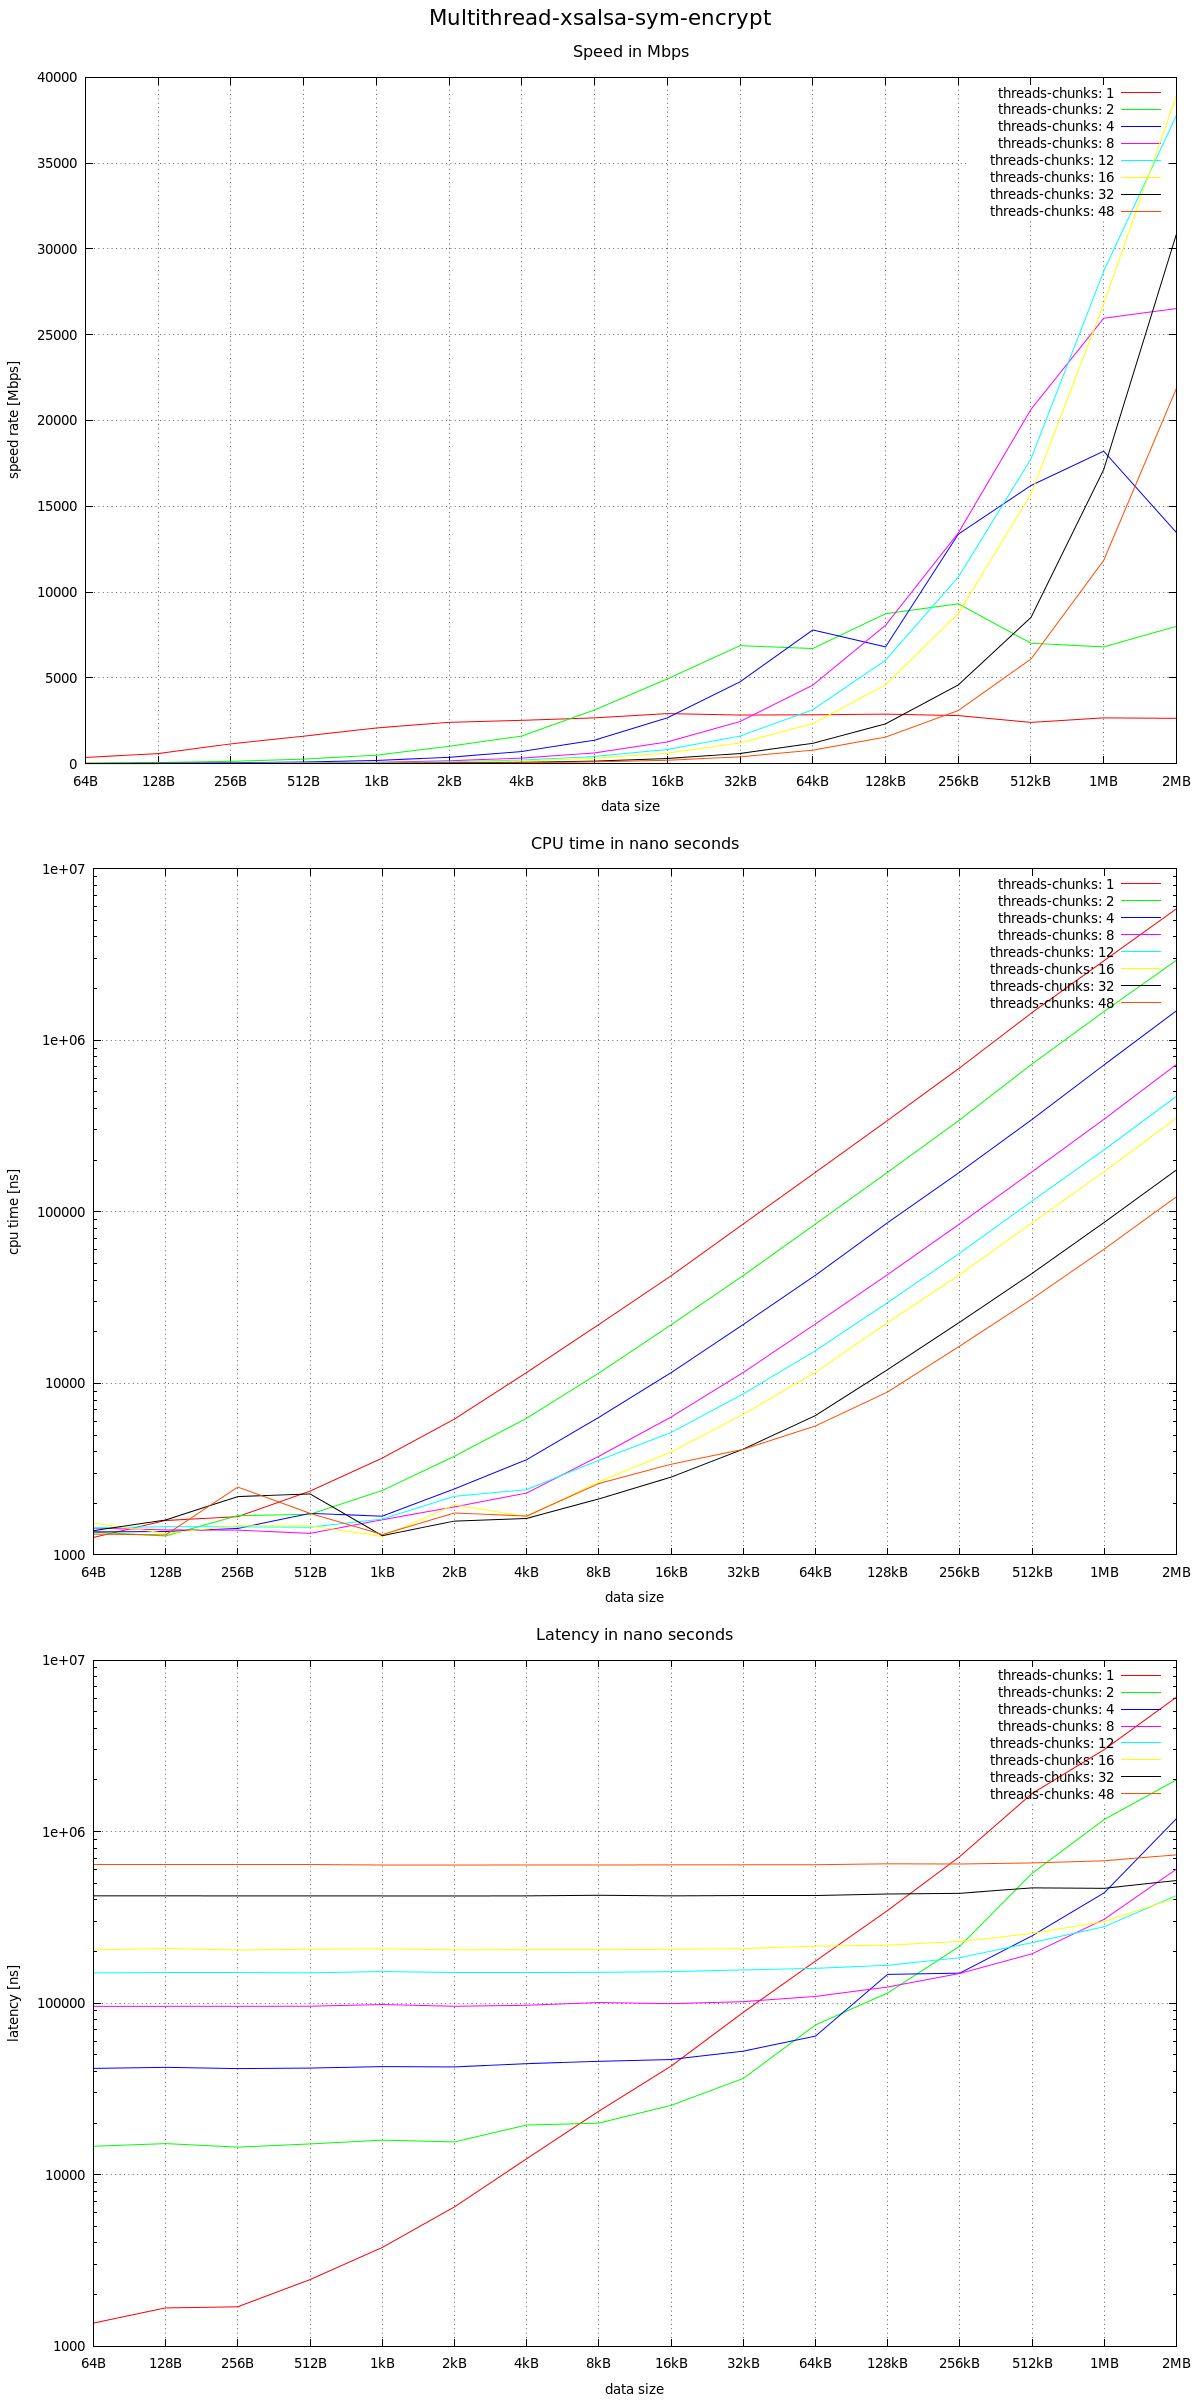 Multithread-xsalsa-sym-encrypt
Speed in Mbps
40000
35000
30000
25000
20000
15000
10000
5000
0
speed rate [Mbps]
threads-chunks: 1
threads-chunks: 2
threads-chunks: 4
threads-chunks: 8
threads-chunks: 12
threads-chunks: 16
threads-chunks: 32
threads-chunks: 48
64B 128B 256B 512B 1kB 2kB 4kB 8kB 16kB 32kB 64kB 128kB 256kB 512kB 1MB 2MB
data size
CPU time in nano seconds
1e+07
1e+06
100000
10000
1000
cpu time [ns]
threads-chunks: 1
threads-chunks: 2
threads-chunks: 4
threads-chunks: 8
threads-chunks: 12
threads-chunks: 16
threads-chunks: 32
threads-chunks: 48
64B 128B 256B 512B 1kB 2kB 4kB 8kB 16kB 32kB 64kB 128kB 256kB 512kB 1MB 2MB
data size
Latency in nano seconds
1e+07
1e+06
100000
10000
1000
latency [ns]
threads-chunks: 1
threads-chunks: 2
threads-chunks: 4
threads-chunks: 8
threads-chunks: 12
threads-chunks: 16
threads-chunks: 32
threads-chunks: 48
64B 128B 256B 512B 1kB 2kB 4kB 8kB 16kB 32kB 64kB 128kB 256kB 512kB 1MB 2MB
data size